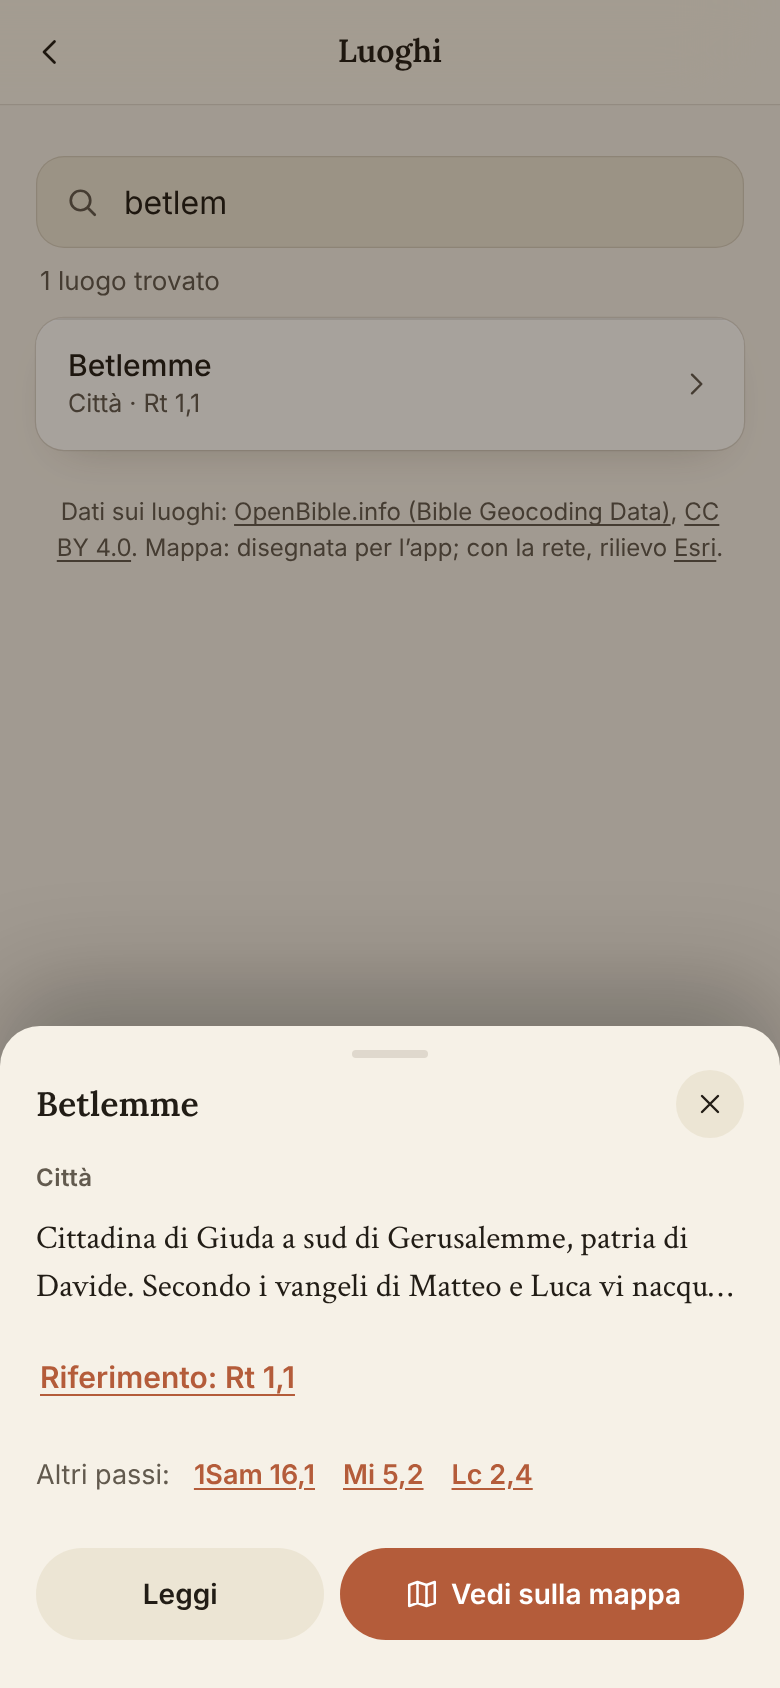 Luoghi
betlem
1 luogo trovato
Betlemme
Città · Rt 1,1
Dati sui luoghi: OpenBible.info (Bible Geocoding Data), CC
BY 4.0. Mappa: disegnata per l’app; con la rete, rilievo Esri.
Betlemme
Città
Cittadina di Giuda a sud di Gerusalemme, patria di
Davide. Secondo i vangeli di Matteo e Luca vi nacqu…
Riferimento: Rt 1,1
Altri passi: 1Sam 16,1 Mi 5,2 Lc 2,4
Leggi
Vedi sulla mappa